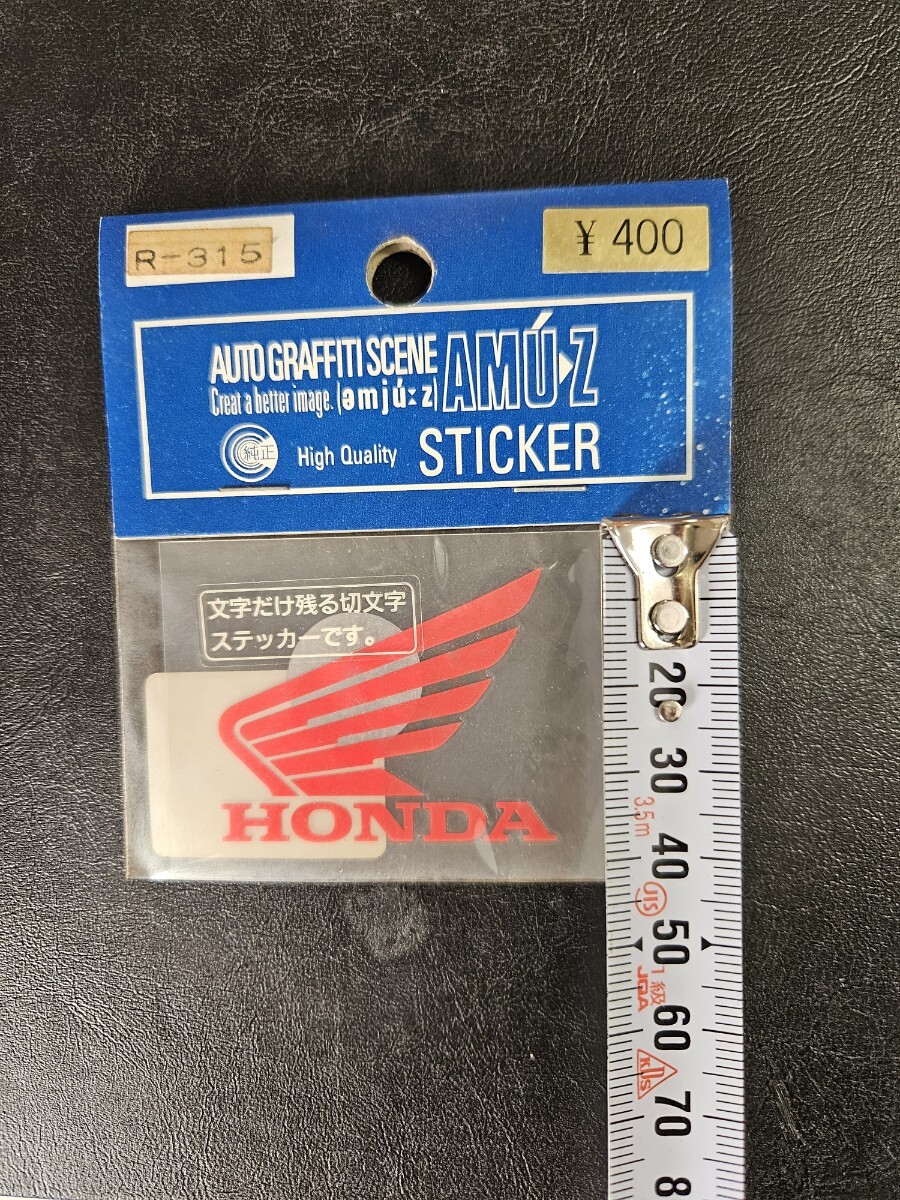 R-315
¥ 400
AUTO GRAFFITI SCENE
Creat a better image. [əmjú:z]
AMÚZ
純正
High Quality STICKER
文字だけ残る切文字
ステッカーです。
HONDA
20
30
3.5m
40
JIS
50
1級
JQA
60
KDS
70
8